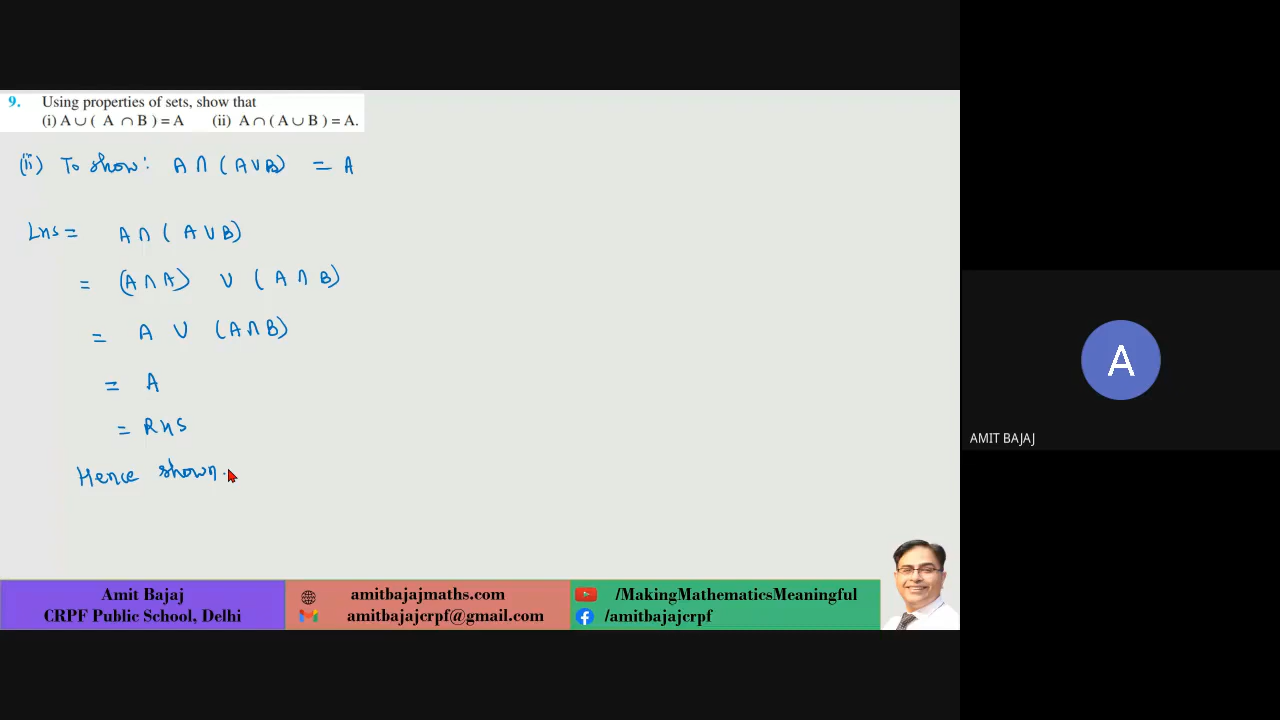 9. Using properties of sets, show that
(i) A ∪ ( A ∩ B ) = A (ii) A ∩ ( A ∪ B ) = A.
(ii) To show: A ∩ (A∪B) = A
LHS = A ∩ ( A ∪ B)
= (A ∩ A) ∪ ( A ∩ B)
= A ∪ (A∩B)
= A
= RHS
Hence shown.
A
AMIT BAJAJ
Amit Bajaj
CRPF Public School, Delhi
amitbajajmaths.com
amitbajajcrpf@gmail.com
/MakingMathematicsMeaningful
/amitbajajcrpf